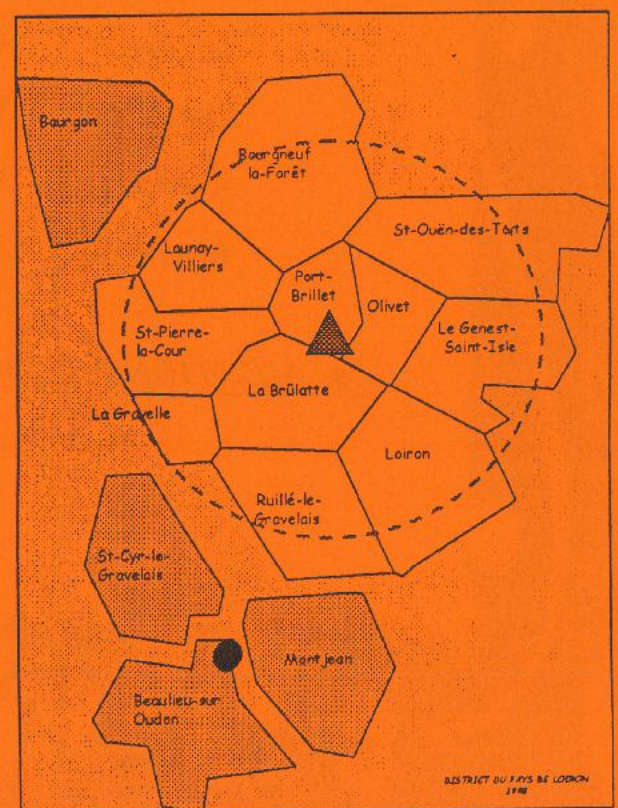 Bourgon
Bourgneuf
la-Forêt
St-Ouën-des-Toîts
Launay-
Villiers
Port-
Brillet
Olivet
St-Pierre-
la-Cour
Le Genest-
Saint-Isle
La Brûlatte
La Gravelle
Loiron
Ruillé-le-
Gravelais
St-Cyr-le-
Gravelais
Montjean
Beaulieu-sur
Oudon
DISTRICT DU PAYS DE LOIRON